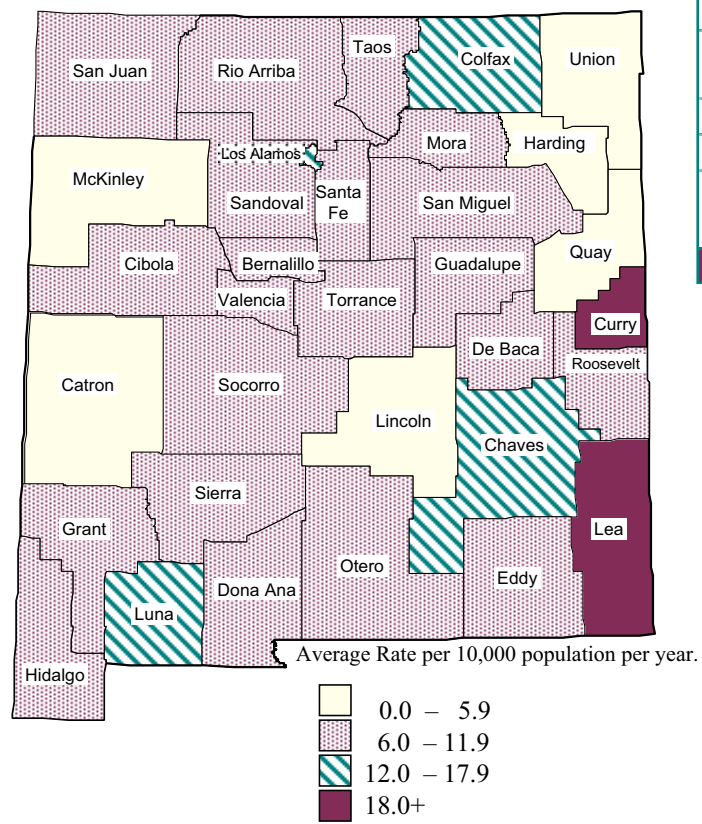 Taos
San Juan
Rio Arriba
Colfax
Union
Mora
Harding
Los Alamos
McKinley
Sandoval
Santa
Fe
San Miguel
Quay
Cibola
Bernalillo
Guadalupe
Valencia
Torrance
Curry
De Baca
Roosevelt
Catron
Socorro
Lincoln
Chaves
Sierra
Grant
Lea
Otero
Eddy
Dona Ana
Luna
Hidalgo
Average Rate per 10,000 population per year.
0.0 – 5.9
6.0 – 11.9
12.0 – 17.9
18.0+